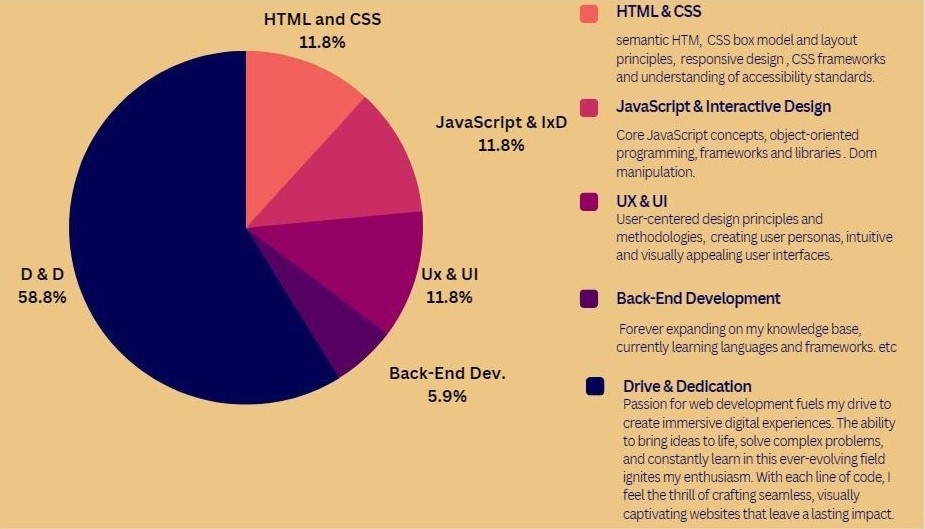 HTML and CSS
11.8%
JavaScript & IxD
11.8%
Ux & UI
11.8%
Back-End Dev.
5.9%
D & D
58.8%
HTML & CSS
semantic HTM, CSS box model and layout
principles, responsive design , CSS frameworks
and understanding of accessibility standards.
JavaScript & Interactive Design
Core JavaScript concepts, object-oriented
programming, frameworks and libraries . Dom
manipulation.
UX & UI
User-centered design principles and
methodologies, creating user personas, intuitive
and visually appealing user interfaces.
Back-End Development
Forever expanding on my knowledge base,
currently learning languages and frameworks. etc
Drive & Dedication
Passion for web development fuels my drive to
create immersive digital experiences. The ability
to bring ideas to life, solve complex problems,
and constantly learn in this ever-evolving field
ignites my enthusiasm. With each line of code, I
feel the thrill of crafting seamless, visually
captivating websites that leave a lasting impact.